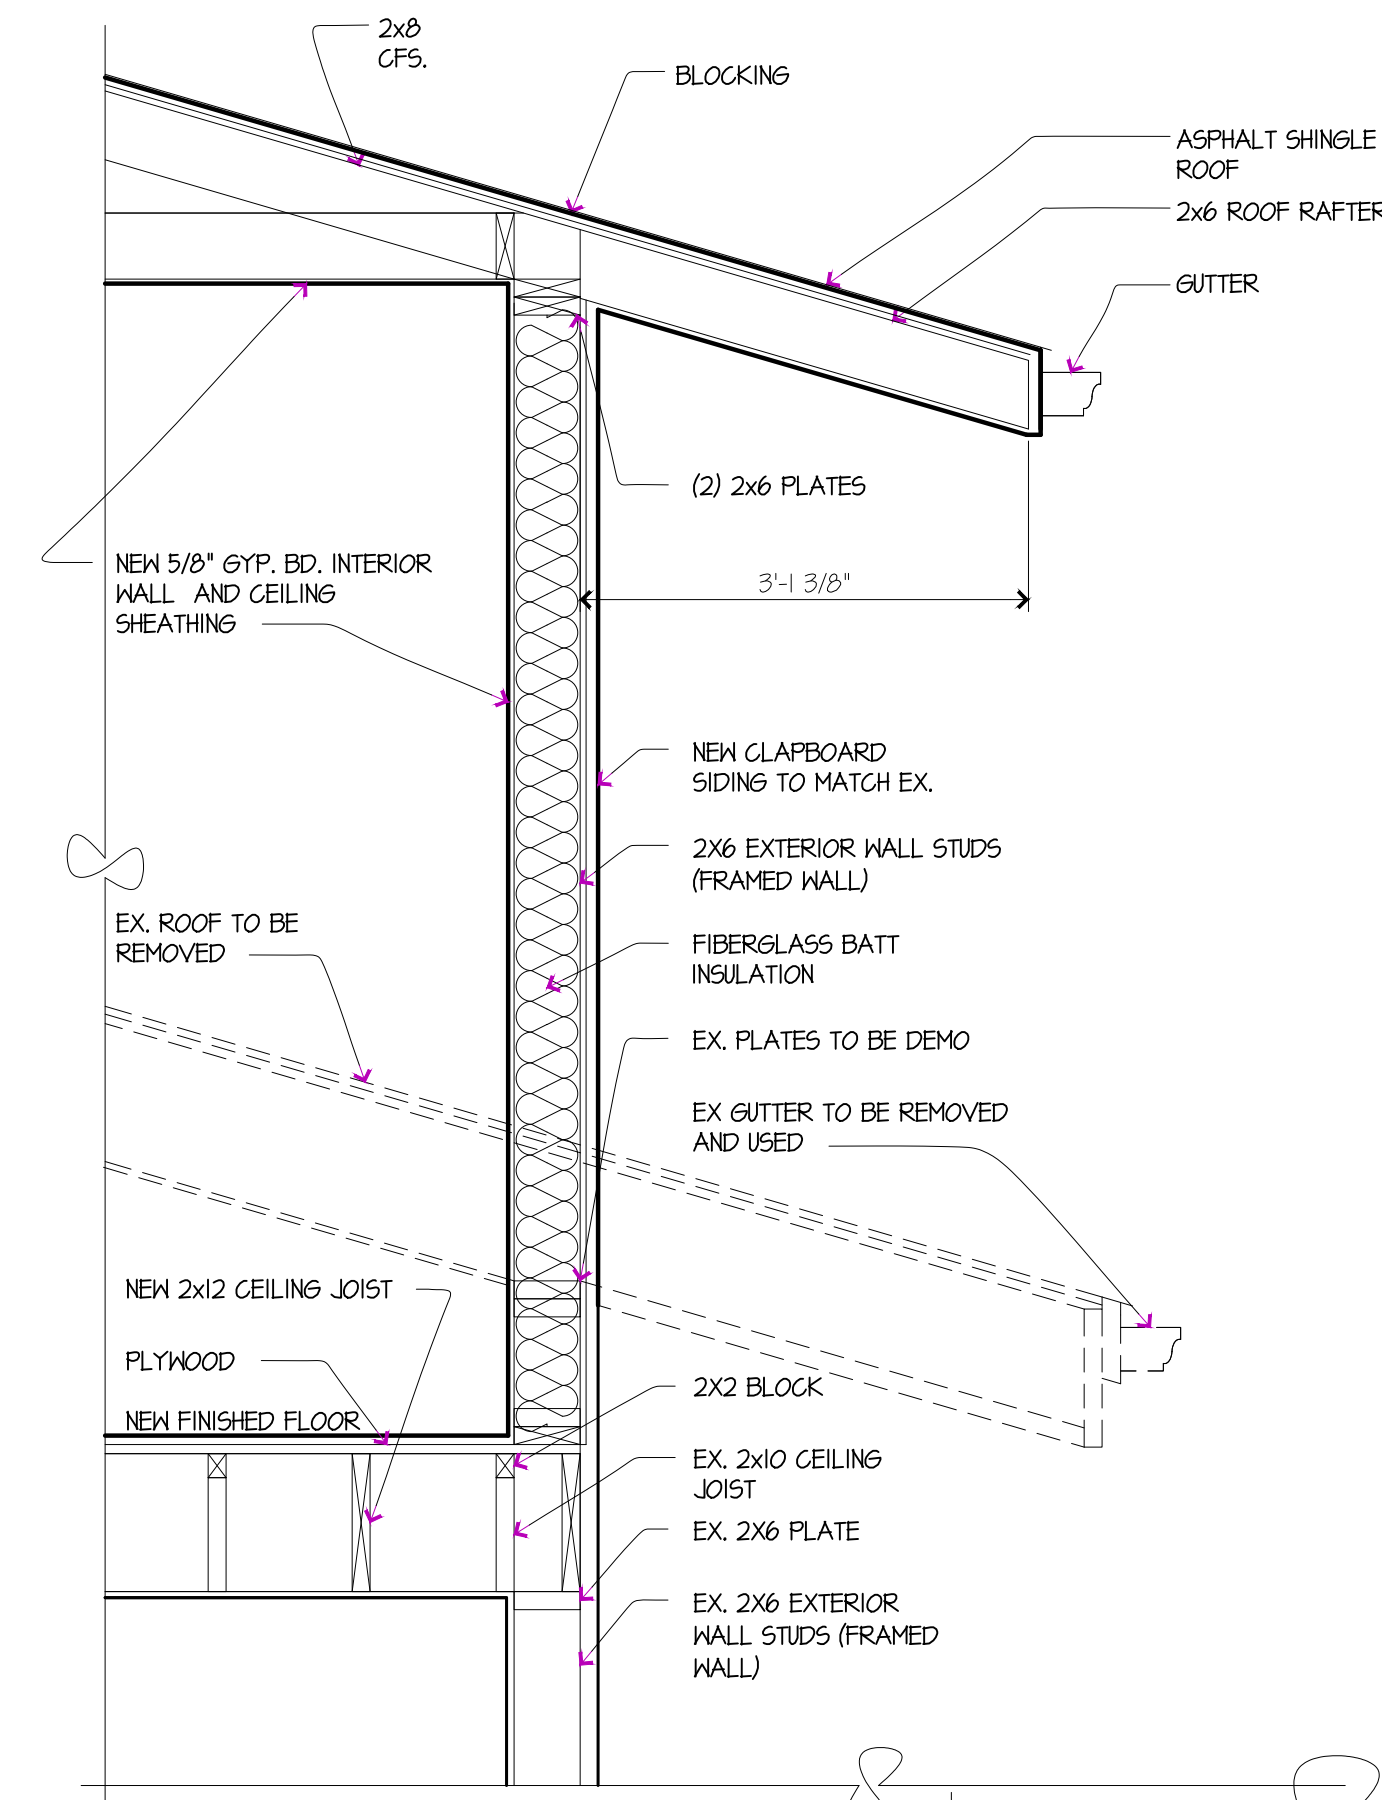 2x8
CFS.
BLOCKING
ASPHALT SHINGLE
ROOF
2x6 ROOF RAFTER
GUTTER
(2) 2x6 PLATES
NEW 5/8" GYP. BD. INTERIOR
WALL AND CEILING
SHEATHING
3'-1 3/8"
NEW CLAPBOARD
SIDING TO MATCH EX.
2X6 EXTERIOR WALL STUDS
(FRAMED WALL)
EX. ROOF TO BE
REMOVED
FIBERGLASS BATT
INSULATION
EX. PLATES TO BE DEMO
EX GUTTER TO BE REMOVED
AND USED
NEW 2x12 CEILING JOIST
PLYWOOD
NEW FINISHED FLOOR
2X2 BLOCK
EX. 2x10 CEILING
JOIST
EX. 2X6 PLATE
EX. 2X6 EXTERIOR
WALL STUDS (FRAMED
WALL)